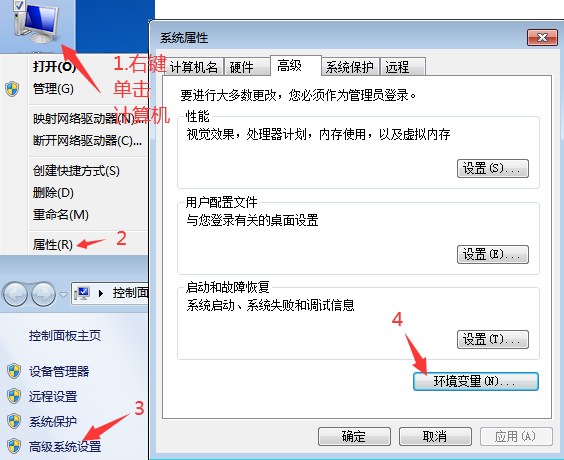 1.右键
单击
计算机
打开(O)
管理(G)
映射网络驱动器(N)...
断开网络驱动器(C)...
创建快捷方式(S)
删除(D)
重命名(M)
属性(R)
2
控制面
控制面板主页
设备管理器
远程设置
系统保护
3
高级系统设置
系统属性
计算机名
硬件
高级
系统保护
远程
要进行大多数更改，您必须作为管理员登录。
性能
视觉效果，处理器计划，内存使用，以及虚拟内存
设置(S)...
用户配置文件
与您登录有关的桌面设置
设置(E)...
启动和故障恢复
系统启动、系统失败和调试信息
4
设置(T)...
环境变量(N)...
确定
取消
应用(A)